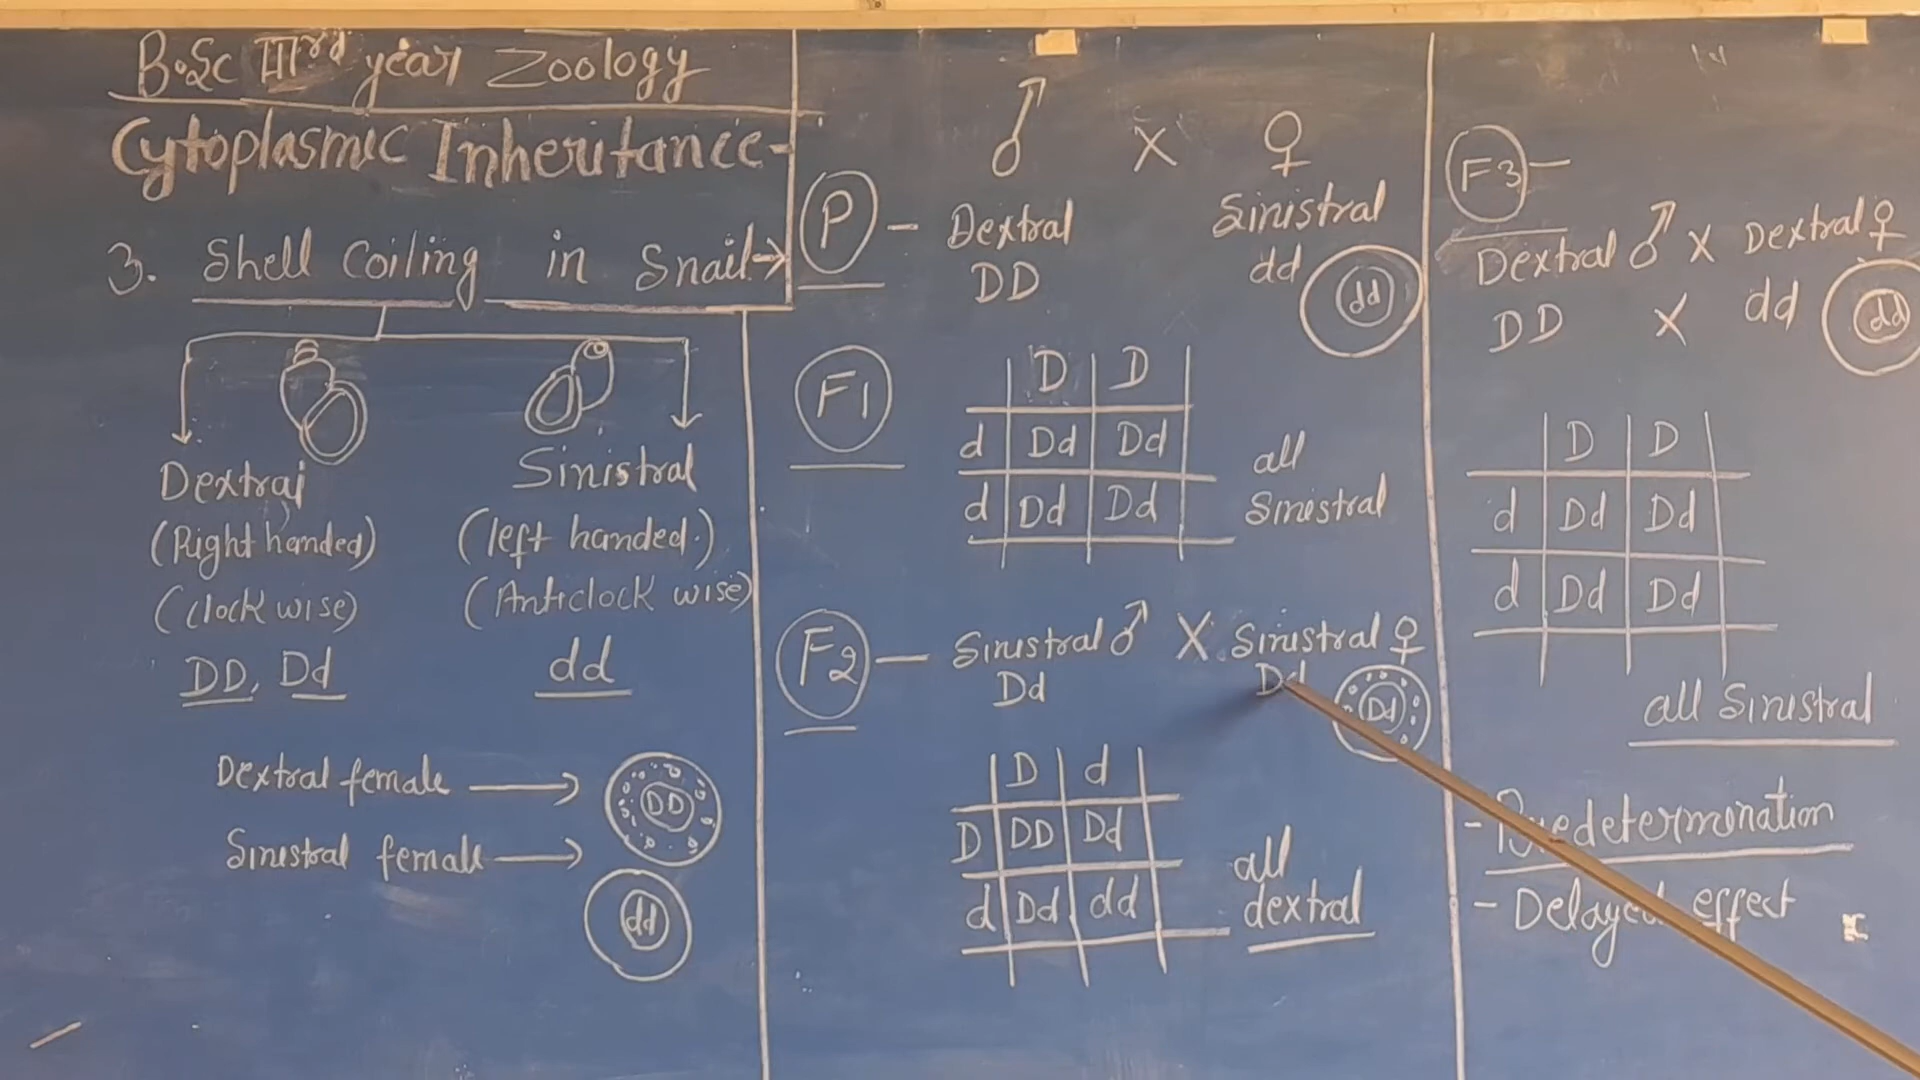 B.Sc IIIrd year Zoology
Cytoplasmic Inheritance-
3. Shell Coiling in Snail→
Dextral
(Right handed)
(Clock wise)
DD, Dd
Sinistral
(left handed.)
(Anticlock wise)
dd
Dextral female → DD
Sinistral female → dd
♂ X ♀
P - Dextral Sinistral
DD dd dd
F1
D D
d Dd Dd
d Dd Dd
all
Sinistral
F2 - Sinistral ♂ X Sinistral ♀
Dd Dd Dd
D d
D DD Dd
d Dd dd
all
dextral
F3 -
Dextral ♂ X Dextral ♀
DD X dd dd
D D
d Dd Dd
d Dd Dd
all Sinistral
- Predetermination
- Delayed effect